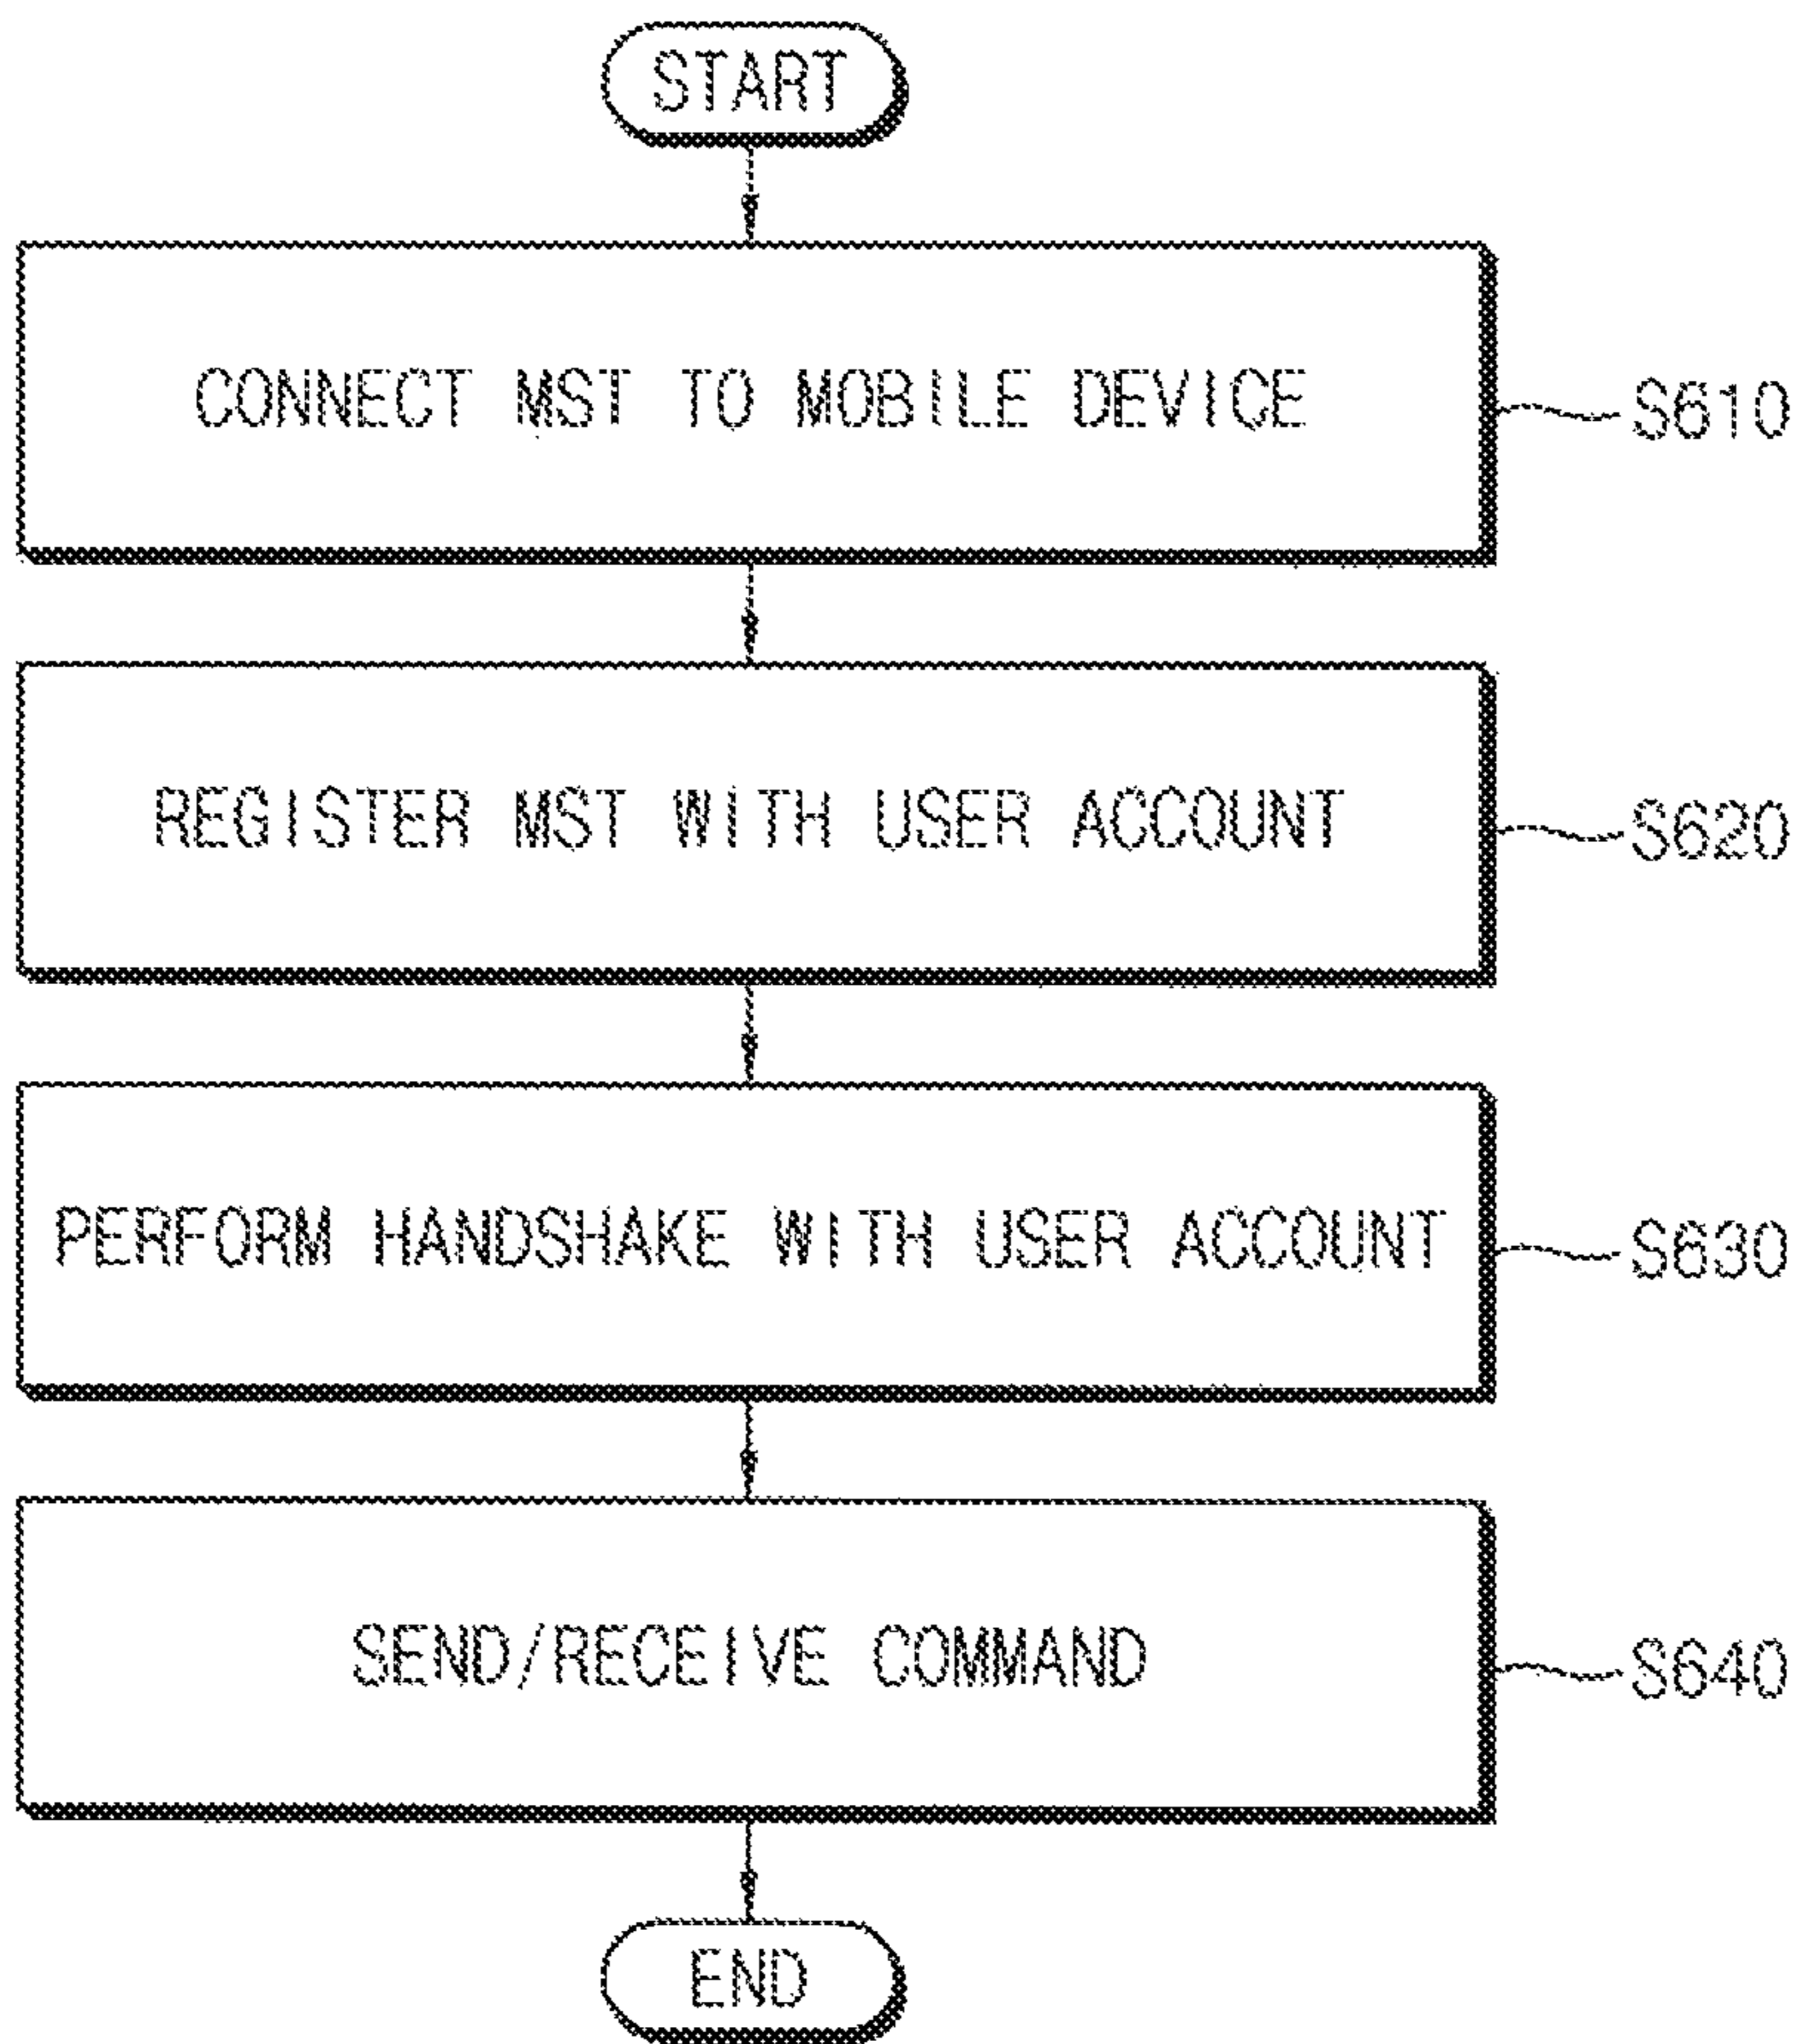 START
CONNECT MST TO MOBILE DEVICE
S610
REGISTER MST WITH USER ACCOUNT
S620
PERFORM HANDSHAKE WITH USER ACCOUNT
S630
SEND/RECEIVE COMMAND
S640
END